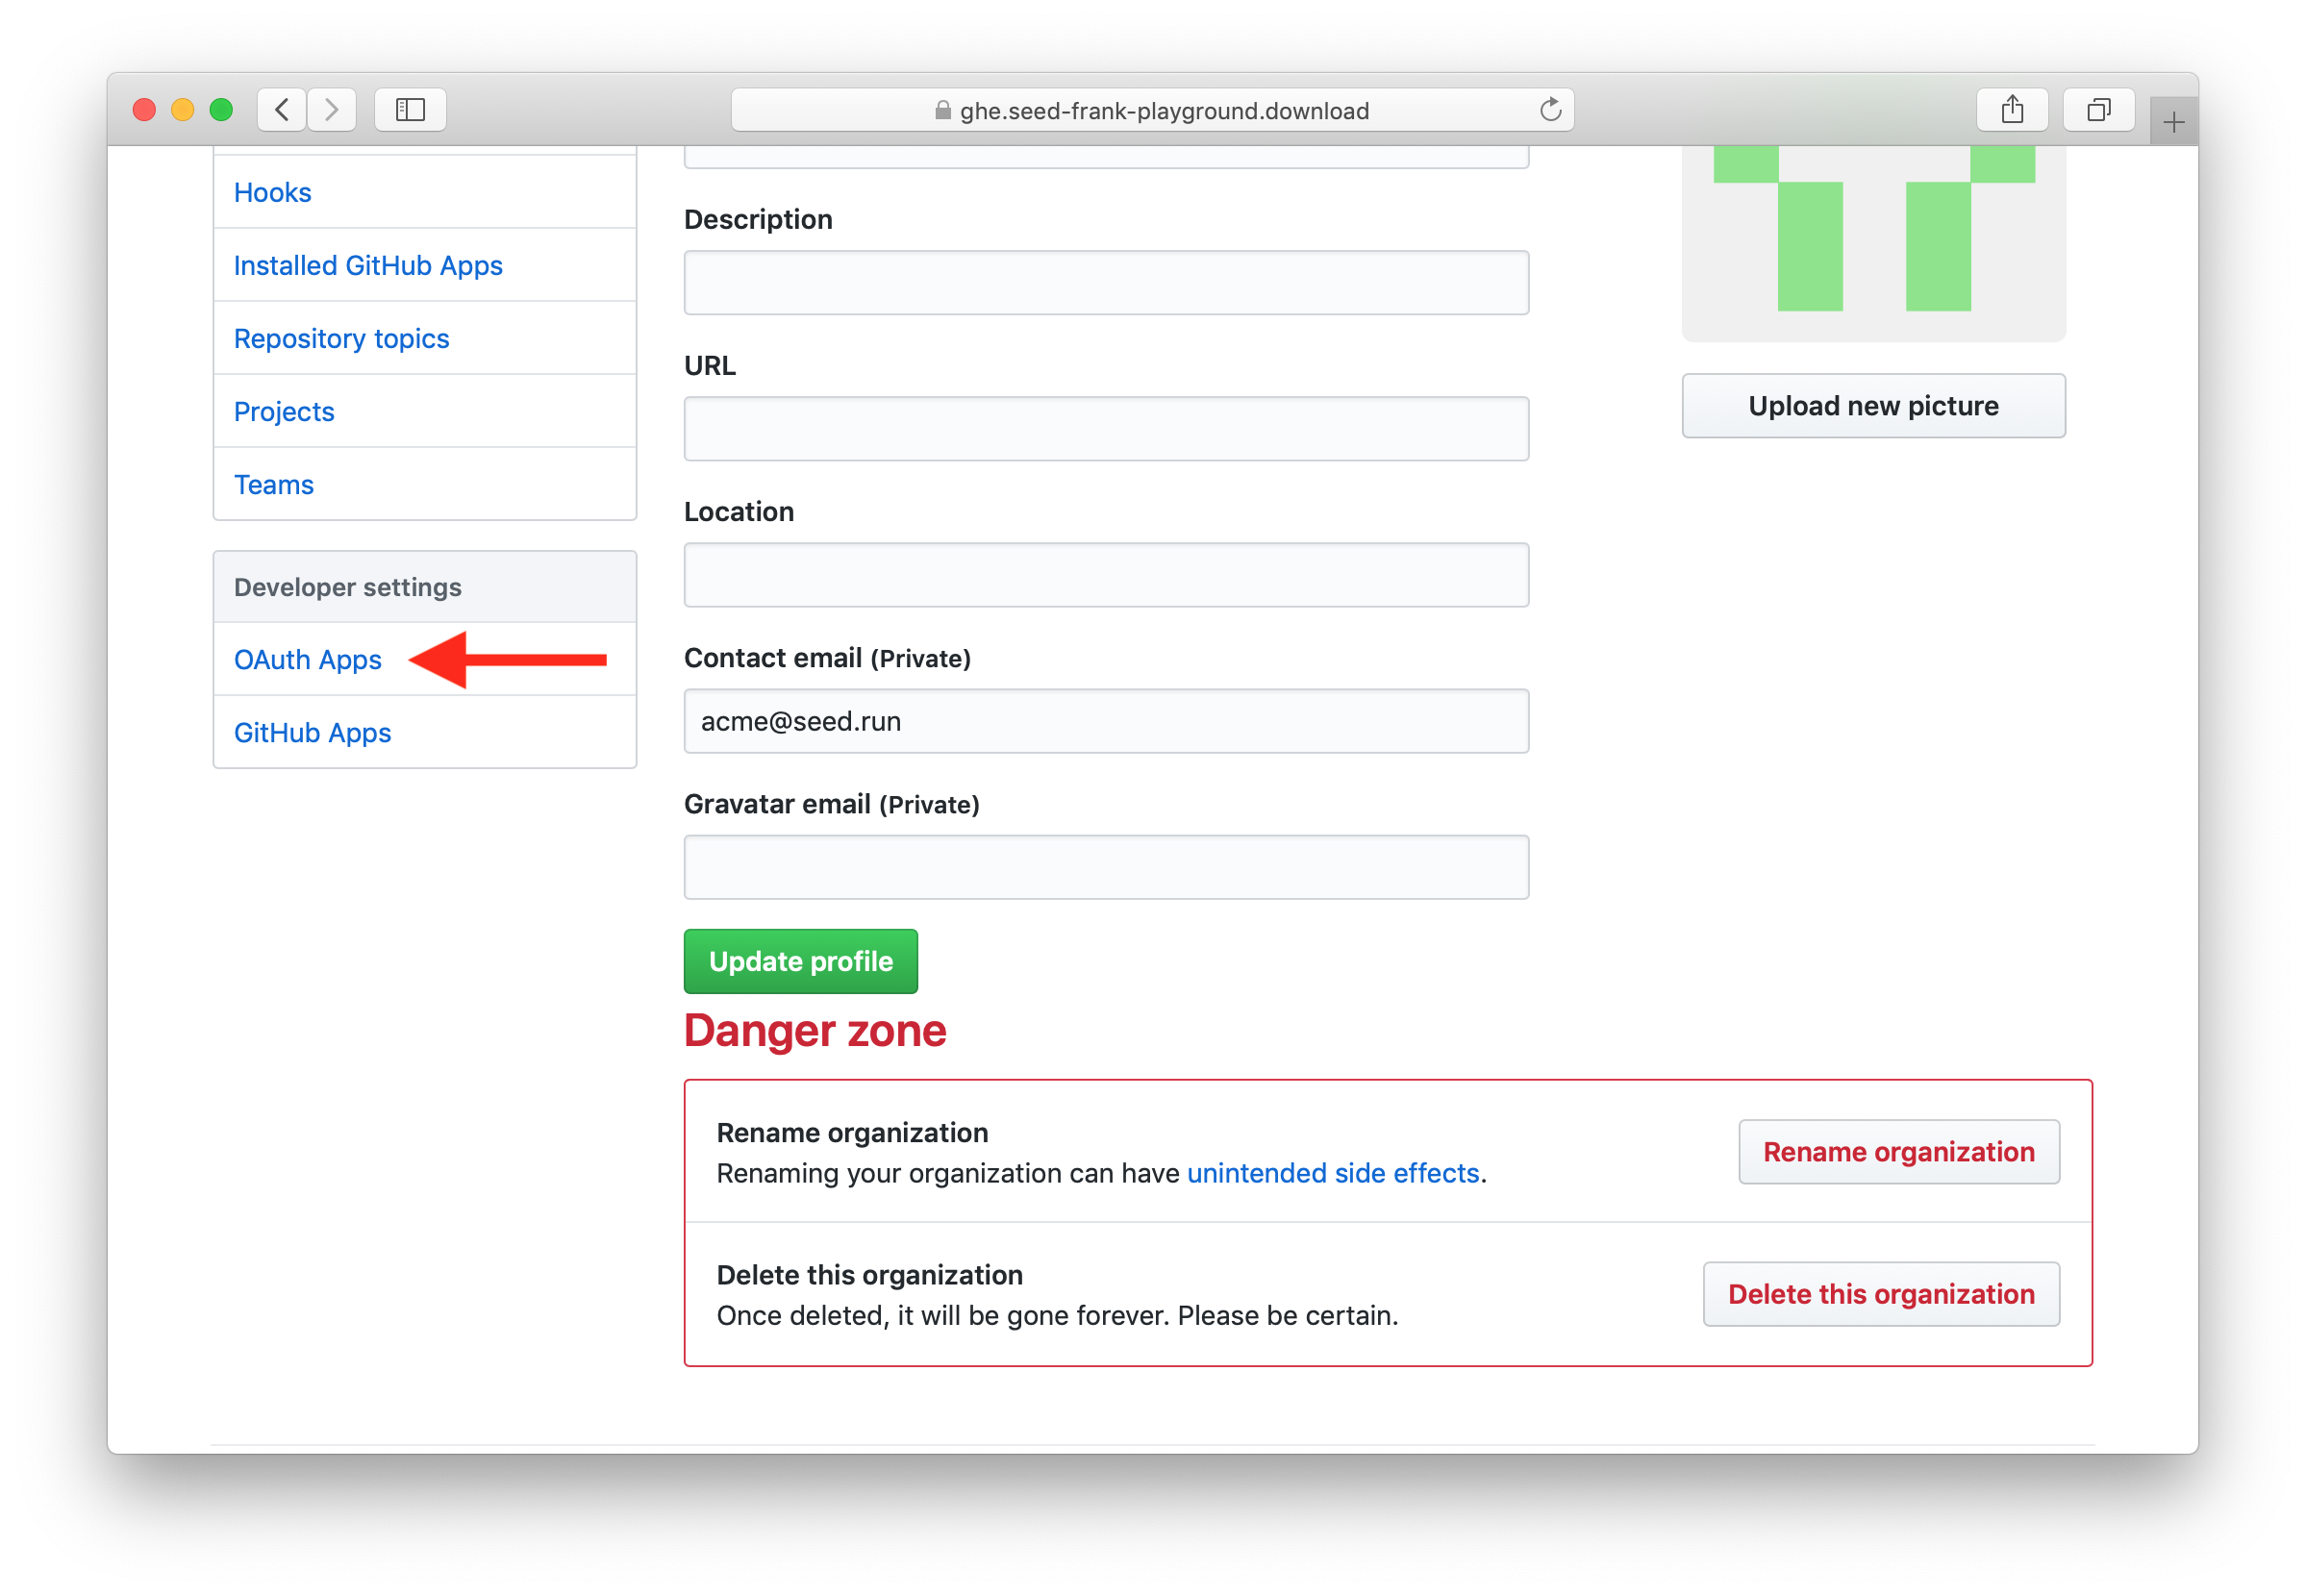 ghe.seed-frank-playground.download
Hooks
Installed GitHub Apps
Repository topics
Projects
Teams
Developer settings
OAuth Apps
GitHub Apps
Description
URL
Location
Contact email (Private)
acme@seed.run
Gravatar email (Private)
Update profile
Upload new picture
Danger zone
Rename organization
Renaming your organization can have unintended side effects.
Rename organization
Delete this organization
Once deleted, it will be gone forever. Please be certain.
Delete this organization